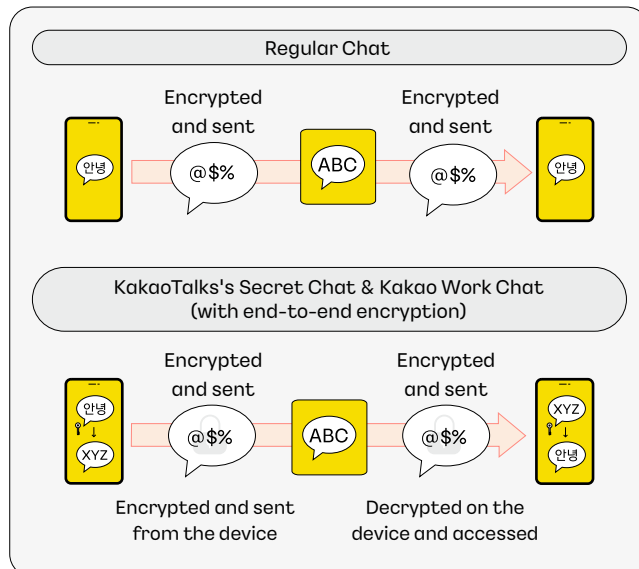 Regular Chat
Encrypted
and sent
Encrypted
and sent
안녕
@$%
ABC
@$%
안녕
KakaoTalks's Secret Chat & Kakao Work Chat
(with end-to-end encryption)
Encrypted
and sent
Encrypted
and sent
안녕
↓
XYZ
@$%
ABC
@$%
XYZ
↓
안녕
Encrypted and sent
from the device
Decrypted on the
device and accessed